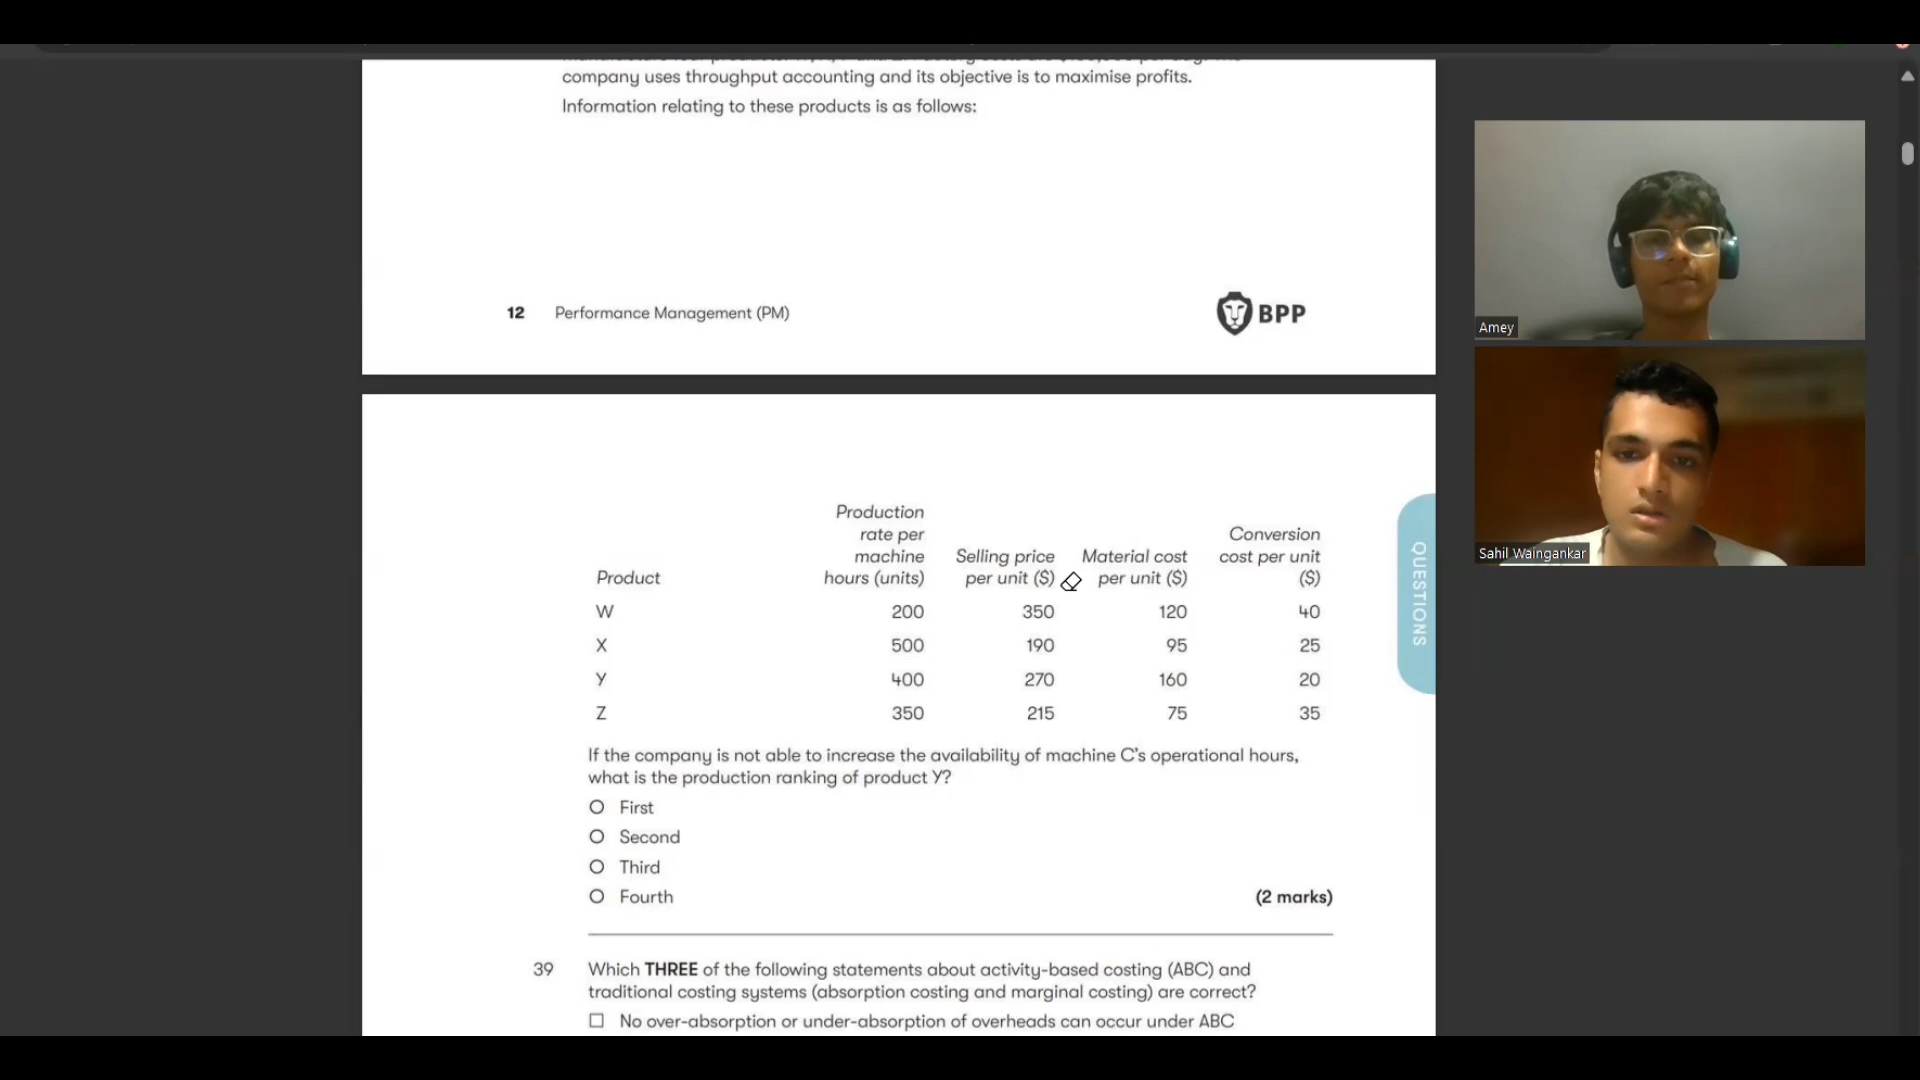 company uses throughput accounting and its objective is to maximise profits.
Information relating to these products is as follows:
12 Performance Management (PM)
BPP
Product Production rate per machine hours (units) Selling price per unit ($) Material cost per unit ($) Conversion cost per unit ($)
W 200 350 120 40
X 500 190 95 25
Y 400 270 160 20
Z 350 215 75 35
If the company is not able to increase the availability of machine C's operational hours,
what is the production ranking of product Y?
First
Second
Third
Fourth (2 marks)
39 Which THREE of the following statements about activity-based costing (ABC) and
traditional costing systems (absorption costing and marginal costing) are correct?
No over-absorption or under-absorption of overheads can occur under ABC
QUESTIONS
Amey
Sahil Waingankar